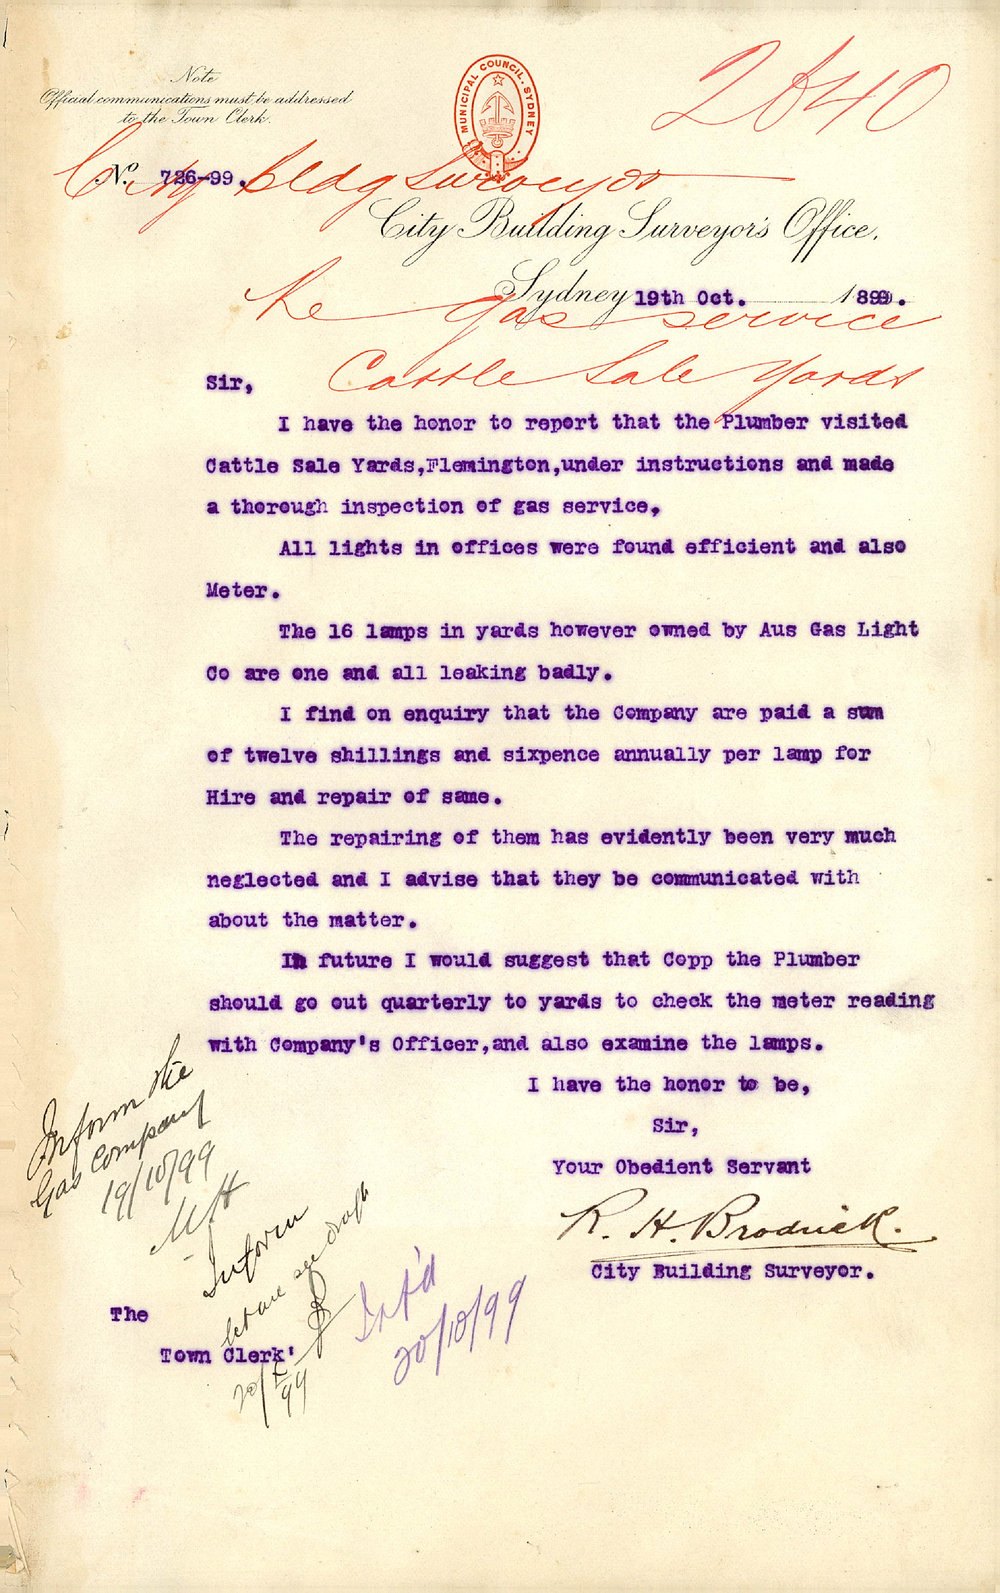 Note
Official communications must be addressed
to the Town Clerk.
MUNICIPAL COUNCIL. SYDNEY
2840
No. 726-99.
City Bldg Surveyor
City Building Surveyor's Office,
Sydney 19th Oct. 1899.
Re gas service
Cattle Sale Yards
Sir,
I have the honor to report that the Plumber visited
Cattle Sale Yards,Flemington,under instructions and made
a thorough inspection of gas service,
All lights in offices were found efficient and also
Meter.
The 16 lamps in yards however owned by Aus Gas Light
Co are one and all leaking badly.
I find on enquiry that the Company are paid a sum
of twelve shillings and sixpence annually per lamp for
Hire and repair of same.
The repairing of them has evidently been very much
neglected and I advise that they be communicated with
about the matter.
In future I would suggest that Copp the Plumber
should go out quarterly to yards to check the meter reading
with Company's Officer,and also examine the lamps.
I have the honor to be,
Sir,
Your Obedient Servant
R. H. Brodrick.
City Building Surveyor.
Inform the
Gas Company
19/10/99
Inform
see draft
20/X/99
20/10/99
The
Town Clerk'